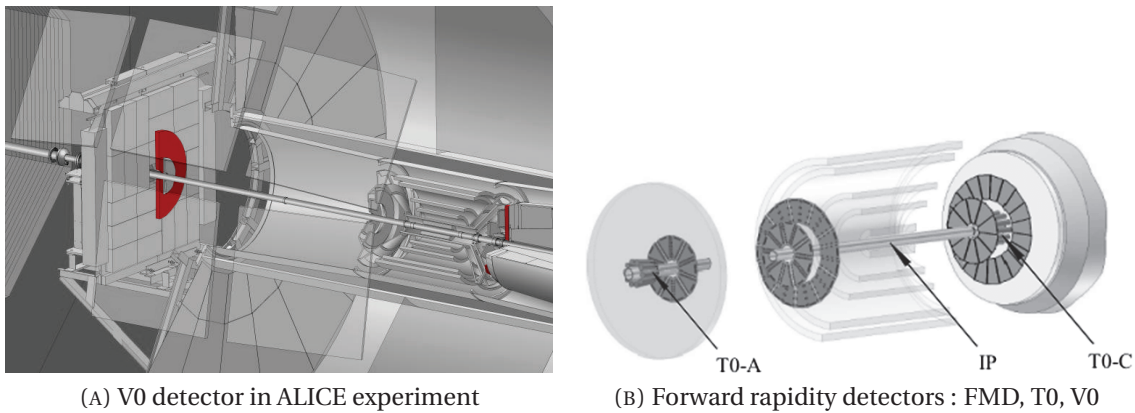 T0-A
IP
T0-C
(A) V0 detector in ALICE experiment
(B) Forward rapidity detectors : FMD, T0, V0